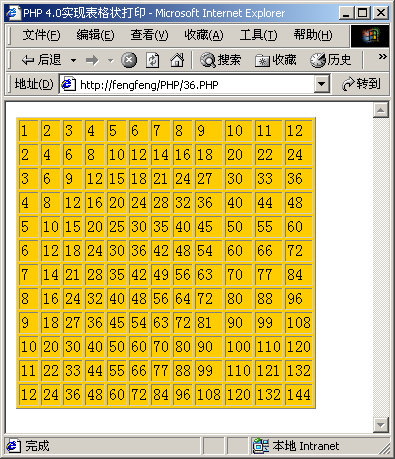 PHP 4.0实现表格状打印 - Microsoft Internet Explorer
文件(F) 编辑(E) 查看(V) 收藏(A) 工具(T) 帮助(H)
后退 搜索 收藏 历史 »
地址(D) http://fengfeng/PHP/36.PHP 转到
1 2 3 4 5 6 7 8 9 10 11 12
2 4 6 8 10 12 14 16 18 20 22 24
3 6 9 12 15 18 21 24 27 30 33 36
4 8 12 16 20 24 28 32 36 40 44 48
5 10 15 20 25 30 35 40 45 50 55 60
6 12 18 24 30 36 42 48 54 60 66 72
7 14 21 28 35 42 49 56 63 70 77 84
8 16 24 32 40 48 56 64 72 80 88 96
9 18 27 36 45 54 63 72 81 90 99 108
10 20 30 40 50 60 70 80 90 100 110 120
11 22 33 44 55 66 77 88 99 110 121 132
12 24 36 48 60 72 84 96 108 120 132 144
完成 本地 Intranet